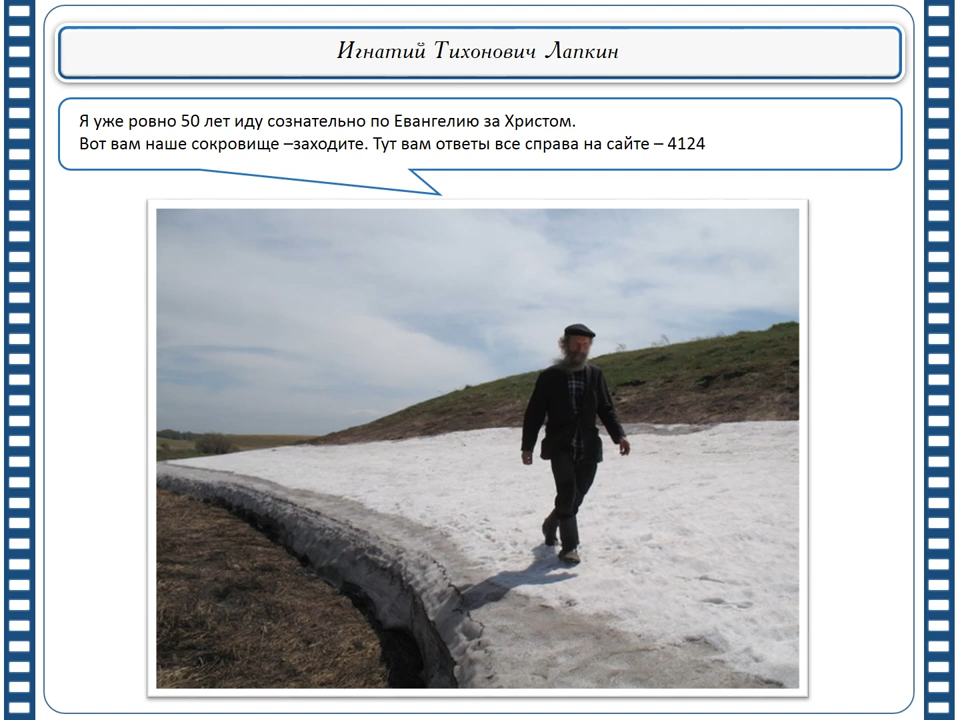 Игнатий Тихонович Лапкин
Я уже ровно 50 лет иду сознательно по Евангелию за Христом.
Вот вам наше сокровище –заходите. Тут вам ответы все справа на сайте – 4124